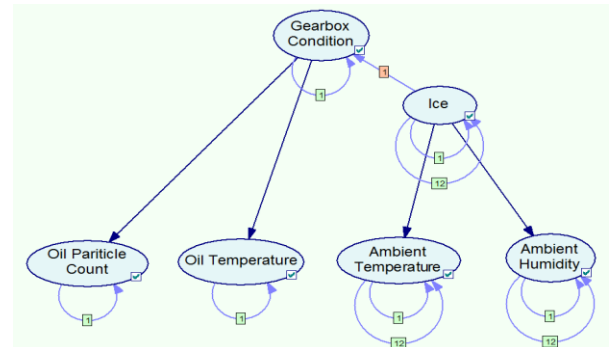 Gearbox
Condition
1
1
Ice
1
12
Oil Pariticle
Count
Oil Temperature
Ambient
Temperature
Ambient
Humidity
1
1
1
12
1
12